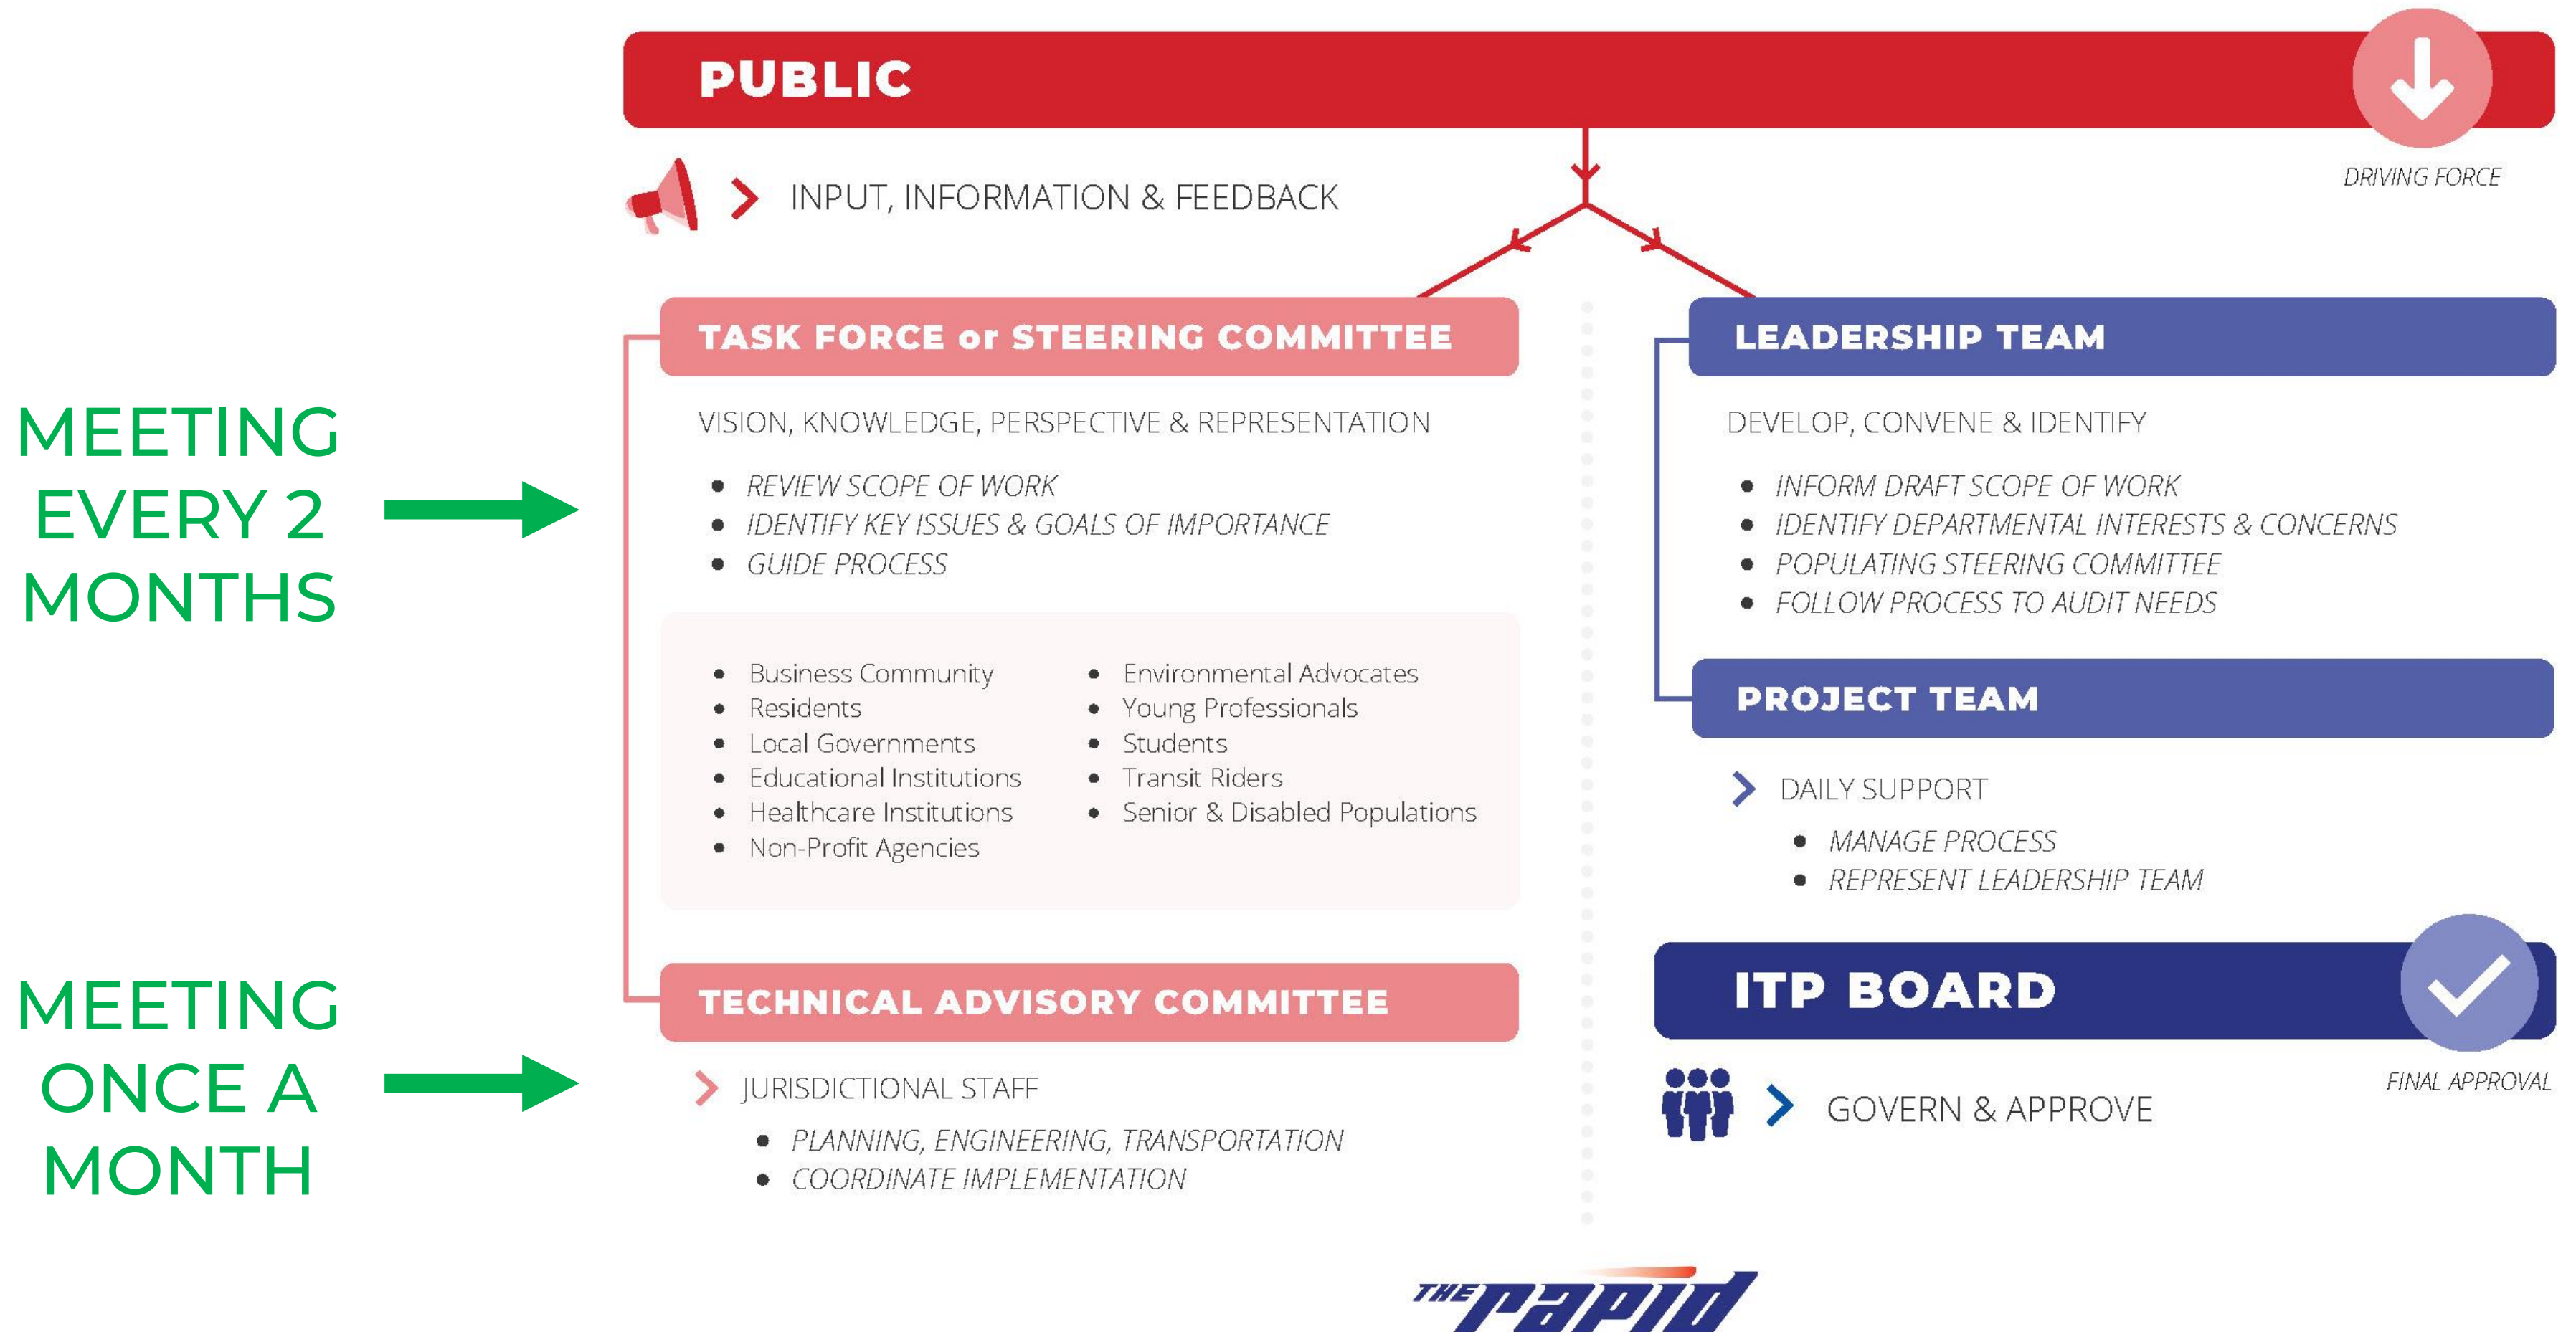 PUBLIC
DRIVING FORCE
INPUT, INFORMATION & FEEDBACK
MEETING
EVERY 2
MONTHS
TASK FORCE or STEERING COMMITTEE
VISION, KNOWLEDGE, PERSPECTIVE & REPRESENTATION
• REVIEW SCOPE OF WORK
• IDENTIFY KEY ISSUES & GOALS OF IMPORTANCE
• GUIDE PROCESS
• Business Community
• Residents
• Local Governments
• Educational Institutions
• Healthcare Institutions
• Non-Profit Agencies
• Environmental Advocates
• Young Professionals
• Students
• Transit Riders
• Senior & Disabled Populations
MEETING
ONCE A
MONTH
TECHNICAL ADVISORY COMMITTEE
JURISDICTIONAL STAFF
• PLANNING, ENGINEERING, TRANSPORTATION
• COORDINATE IMPLEMENTATION
LEADERSHIP TEAM
DEVELOP, CONVENE & IDENTIFY
• INFORM DRAFT SCOPE OF WORK
• IDENTIFY DEPARTMENTAL INTERESTS & CONCERNS
• POPULATING STEERING COMMITTEE
• FOLLOW PROCESS TO AUDIT NEEDS
PROJECT TEAM
DAILY SUPPORT
• MANAGE PROCESS
• REPRESENT LEADERSHIP TEAM
ITP BOARD
FINAL APPROVAL
GOVERN & APPROVE
THE rapid